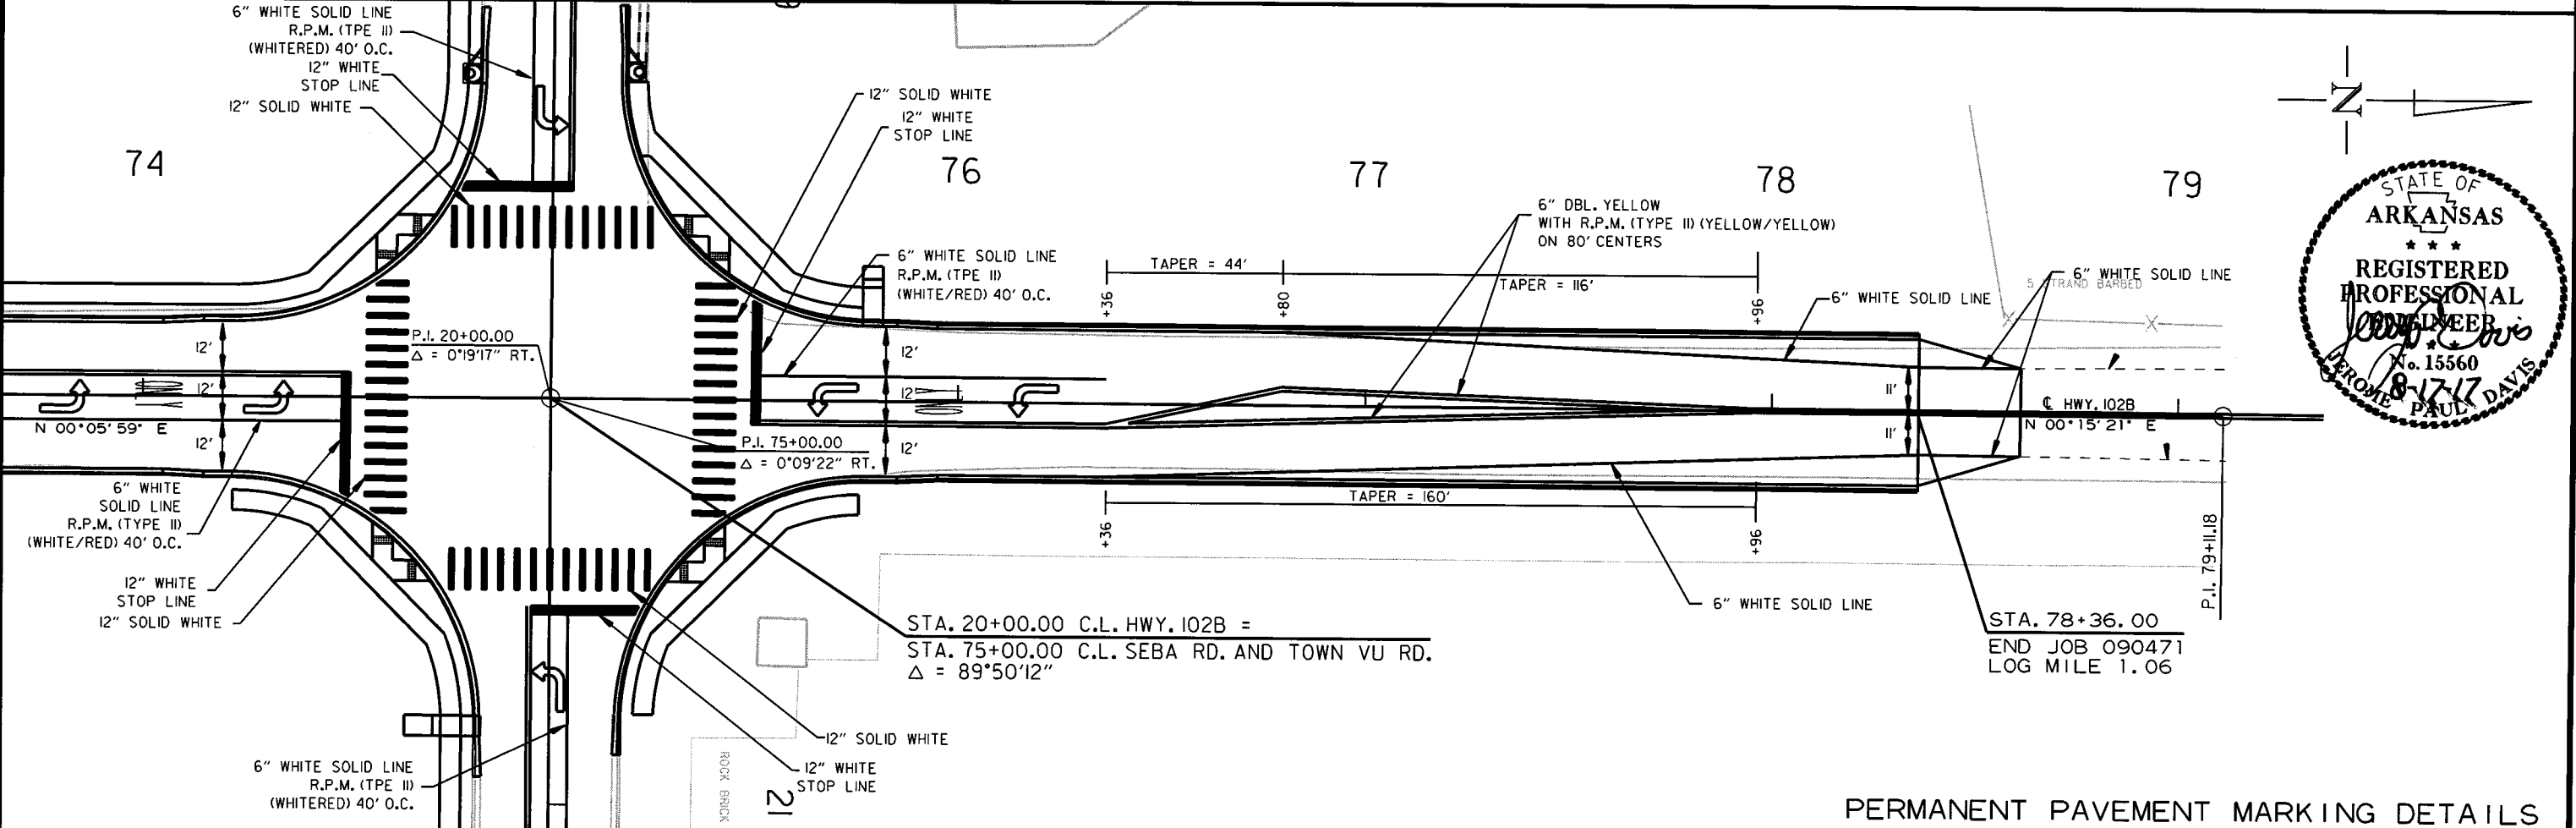 6" WHITE SOLID LINE
R.P.M. (TPE II)
(WHITERED) 40' O.C.
12" WHITE
STOP LINE
12" SOLID WHITE
74
12" SOLID WHITE
12" WHITE
STOP LINE
76
77
78
79
N
6" WHITE SOLID LINE
R.P.M. (TPE II)
(WHITE/RED) 40' O.C.
6" DBL. YELLOW
WITH R.P.M. (TYPE II) (YELLOW/YELLOW)
ON 80' CENTERS
TAPER = 44'
TAPER = 116'
+36
+80
+96
6" WHITE SOLID LINE
6" WHITE SOLID LINE
5 STRAND BARBED
STATE OF
ARKANSAS
REGISTERED
PROFESSIONAL
ENGINEER
No. 15560
8-17-17
JEROME PAUL DAVIS
P.I. 20+00.00
Δ = 0°19'17" RT.
12'
12'
12'
N 00°05'59" E
12'
12'
12'
P.I. 75+00.00
Δ = 0°09'22" RT.
11'
11'
℄ HWY. 102B
N 00°15'21" E
6" WHITE
SOLID LINE
R.P.M. (TYPE II)
(WHITE/RED) 40' O.C.
12" WHITE
STOP LINE
12" SOLID WHITE
TAPER = 160'
+36
+96
P.I. 79+11.18
6" WHITE SOLID LINE
STA. 20+00.00 C.L. HWY. 102B =
STA. 75+00.00 C.L. SEBA RD. AND TOWN VU RD.
Δ = 89°50'12"
STA. 78+36.00
END JOB 090471
LOG MILE 1.06
12" SOLID WHITE
12" WHITE
STOP LINE
6" WHITE SOLID LINE
R.P.M. (TPE II)
(WHITERED) 40' O.C.
ROCK BRICK
21
PERMANENT PAVEMENT MARKING DETAILS